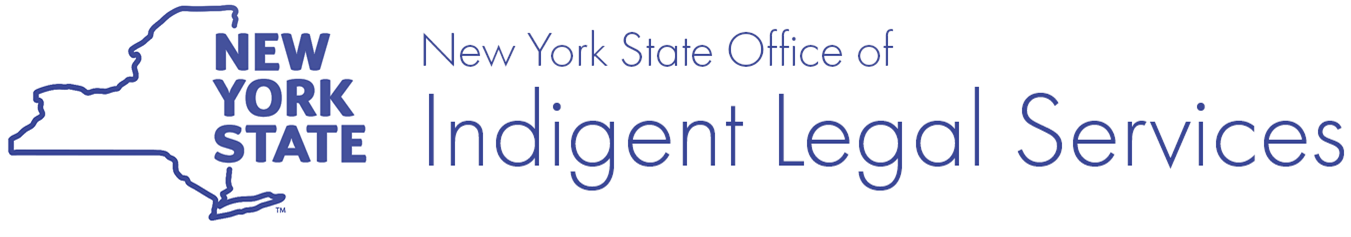 NEW
YORK
STATE
™
New York State Office of
Indigent Legal Services